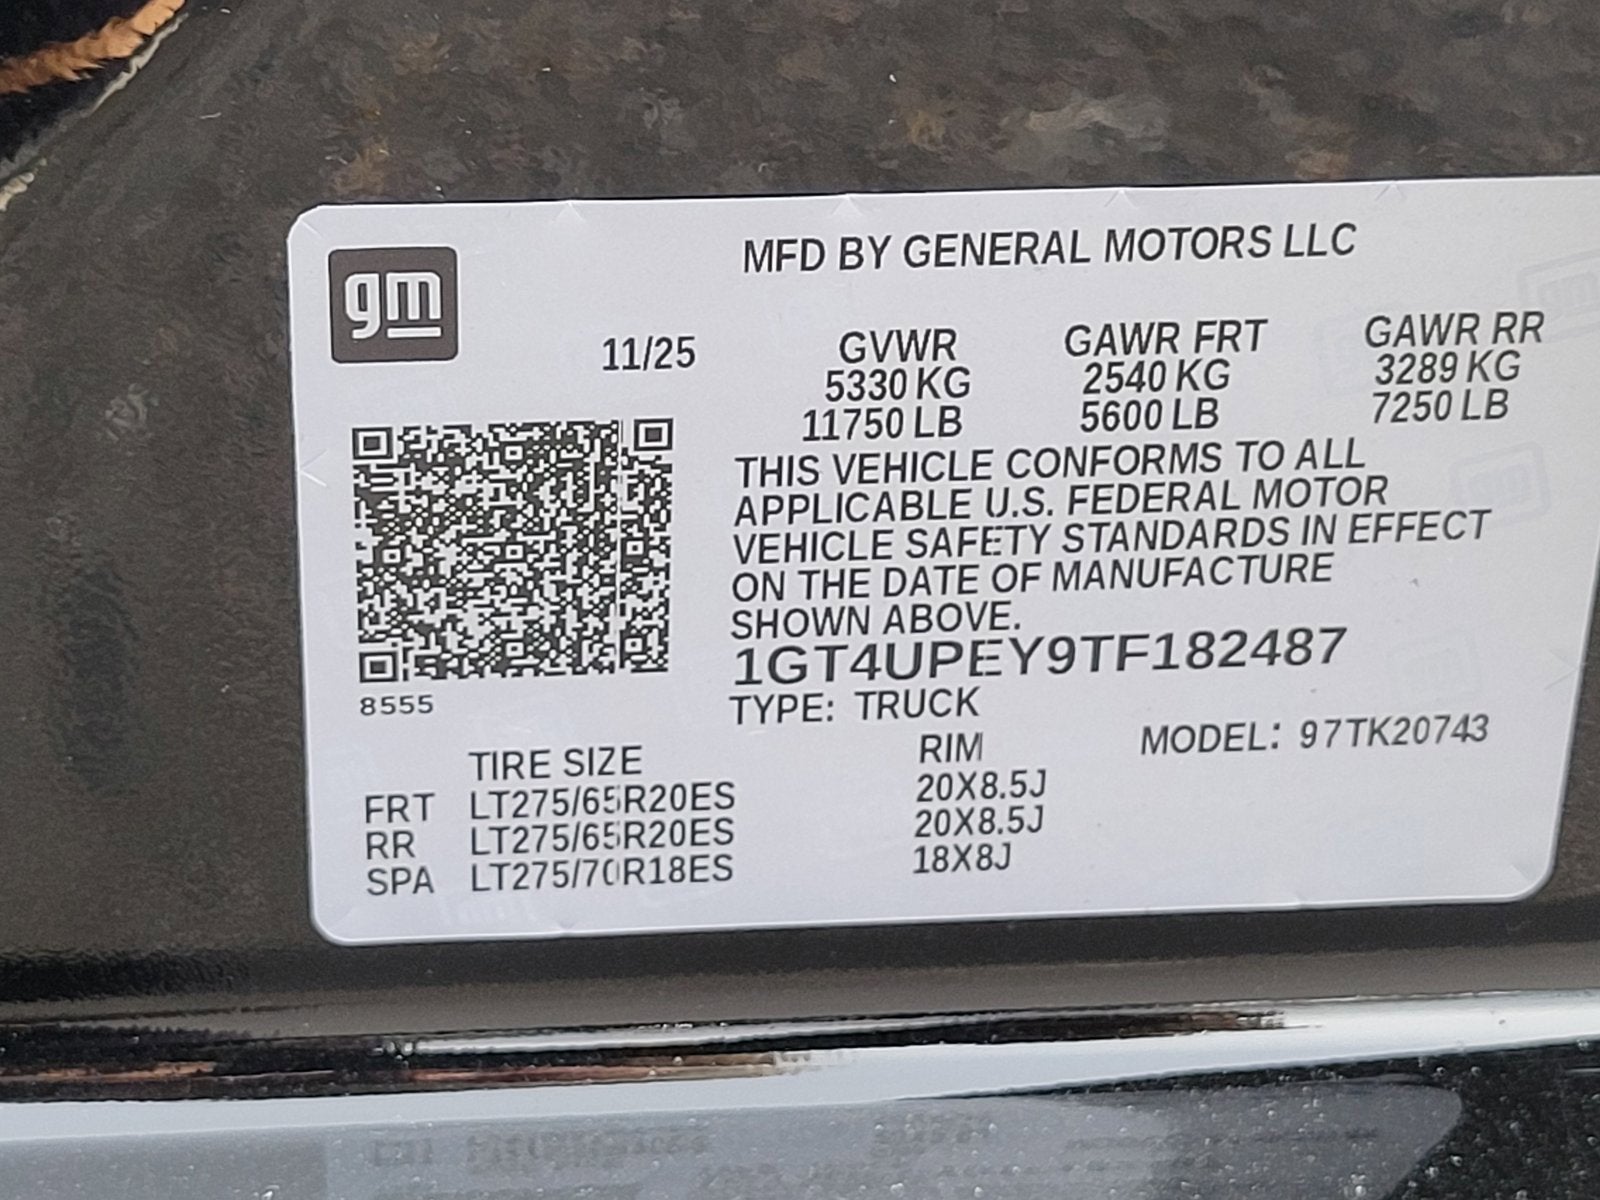 gm
MFD BY GENERAL MOTORS LLC
11/25 GVWR GAWR FRT GAWR RR
5330 KG 2540 KG 3289 KG
11750 LB 5600 LB 7250 LB
THIS VEHICLE CONFORMS TO ALL
APPLICABLE U.S. FEDERAL MOTOR
VEHICLE SAFETY STANDARDS IN EFFECT
ON THE DATE OF MANUFACTURE
SHOWN ABOVE.
1GT4UPEY9TF182487
8555
TYPE: TRUCK
MODEL: 97TK20743
TIRE SIZE RIM
FRT LT275/65R20ES 20X8.5J
RR LT275/65R20ES 20X8.5J
SPA LT275/70R18ES 18X8J